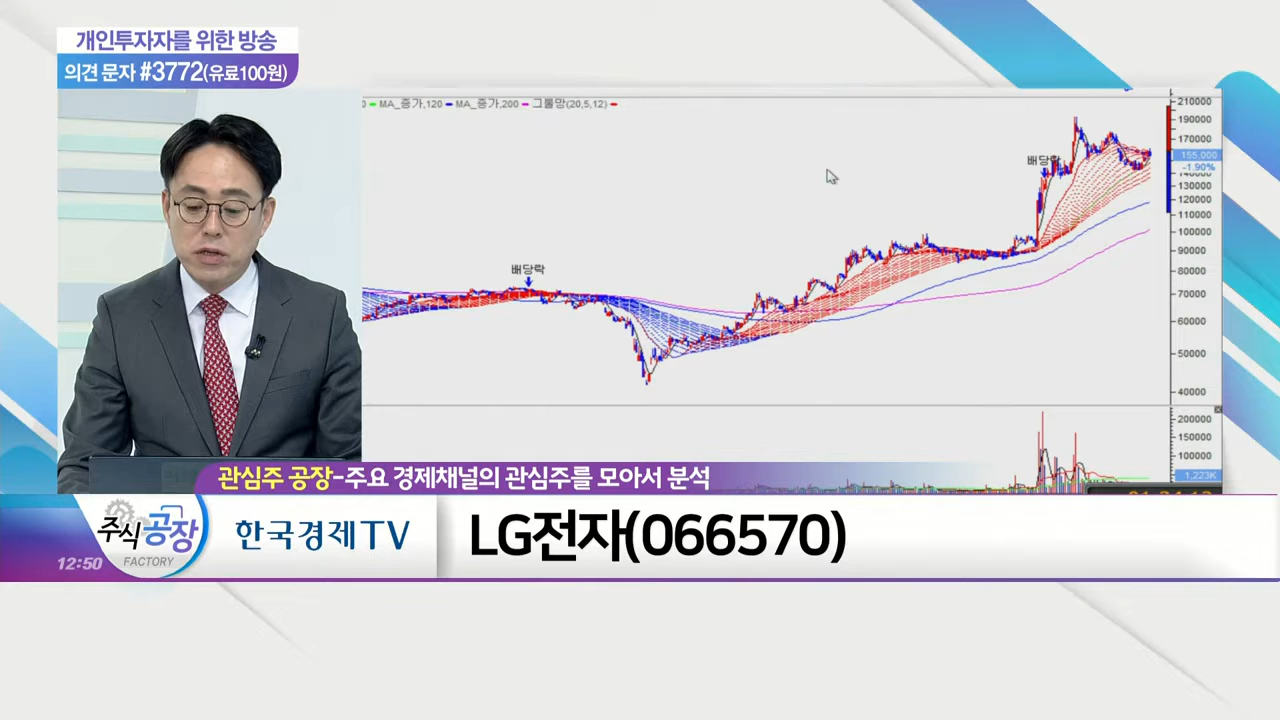 개인투자자를 위한 방송
의견 문자 #3772(유료100원)
MA_종가,120 MA_종가,200 그물망(20,5,12)
배당락
배당락
210000
190000
170000
155,000
-1.90%
140000
130000
120000
110000
100000
90000
80000
70000
60000
50000
40000
200000
150000
100000
1,223K
관심주 공장-주요 경제채널의 관심주를 모아서 분석
주식공장
FACTORY
12:50
한국경제TV
LG전자(066570)